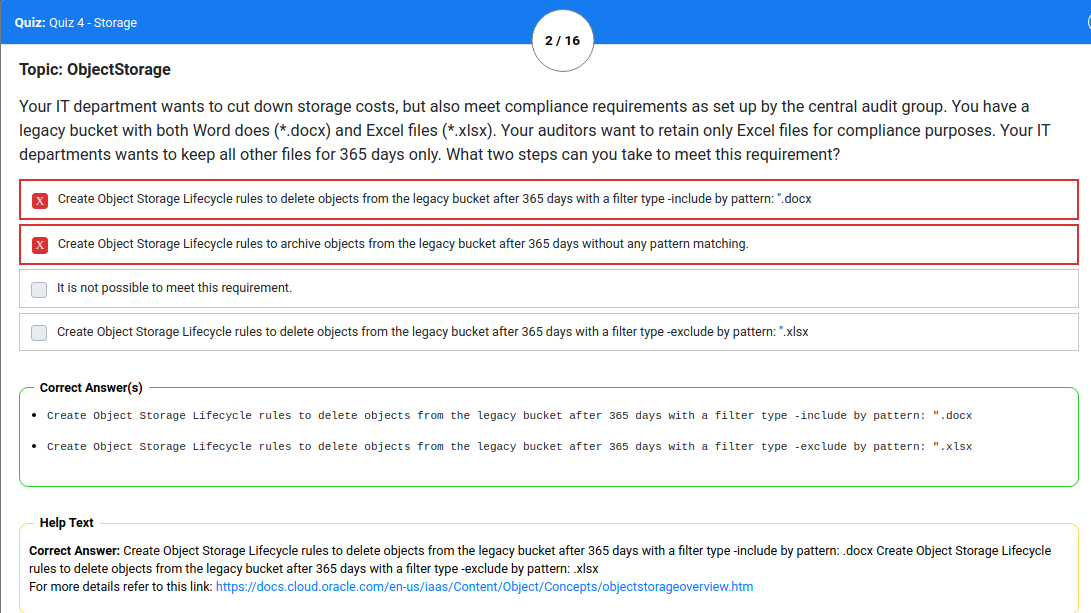 Quiz: Quiz 4 - Storage
2 / 16
Topic: ObjectStorage
Your IT department wants to cut down storage costs, but also meet compliance requirements as set up by the central audit group. You have a
legacy bucket with both Word does (*.docx) and Excel files (*.xlsx). Your auditors want to retain only Excel files for compliance purposes. Your IT
departments wants to keep all other files for 365 days only. What two steps can you take to meet this requirement?
X Create Object Storage Lifecycle rules to delete objects from the legacy bucket after 365 days with a filter type -include by pattern: ".docx
X Create Object Storage Lifecycle rules to archive objects from the legacy bucket after 365 days without any pattern matching.
It is not possible to meet this requirement.
Create Object Storage Lifecycle rules to delete objects from the legacy bucket after 365 days with a filter type -exclude by pattern: ".xlsx
Correct Answer(s)
• Create Object Storage Lifecycle rules to delete objects from the legacy bucket after 365 days with a filter type -include by pattern: ".docx
• Create Object Storage Lifecycle rules to delete objects from the legacy bucket after 365 days with a filter type -exclude by pattern: ".xlsx
Help Text
Correct Answer: Create Object Storage Lifecycle rules to delete objects from the legacy bucket after 365 days with a filter type -include by pattern: .docx Create Object Storage Lifecycle
rules to delete objects from the legacy bucket after 365 days with a filter type -exclude by pattern: .xlsx
For more details refer to this link: https://docs.cloud.oracle.com/en-us/iaas/Content/Object/Concepts/objectstorageoverview.htm